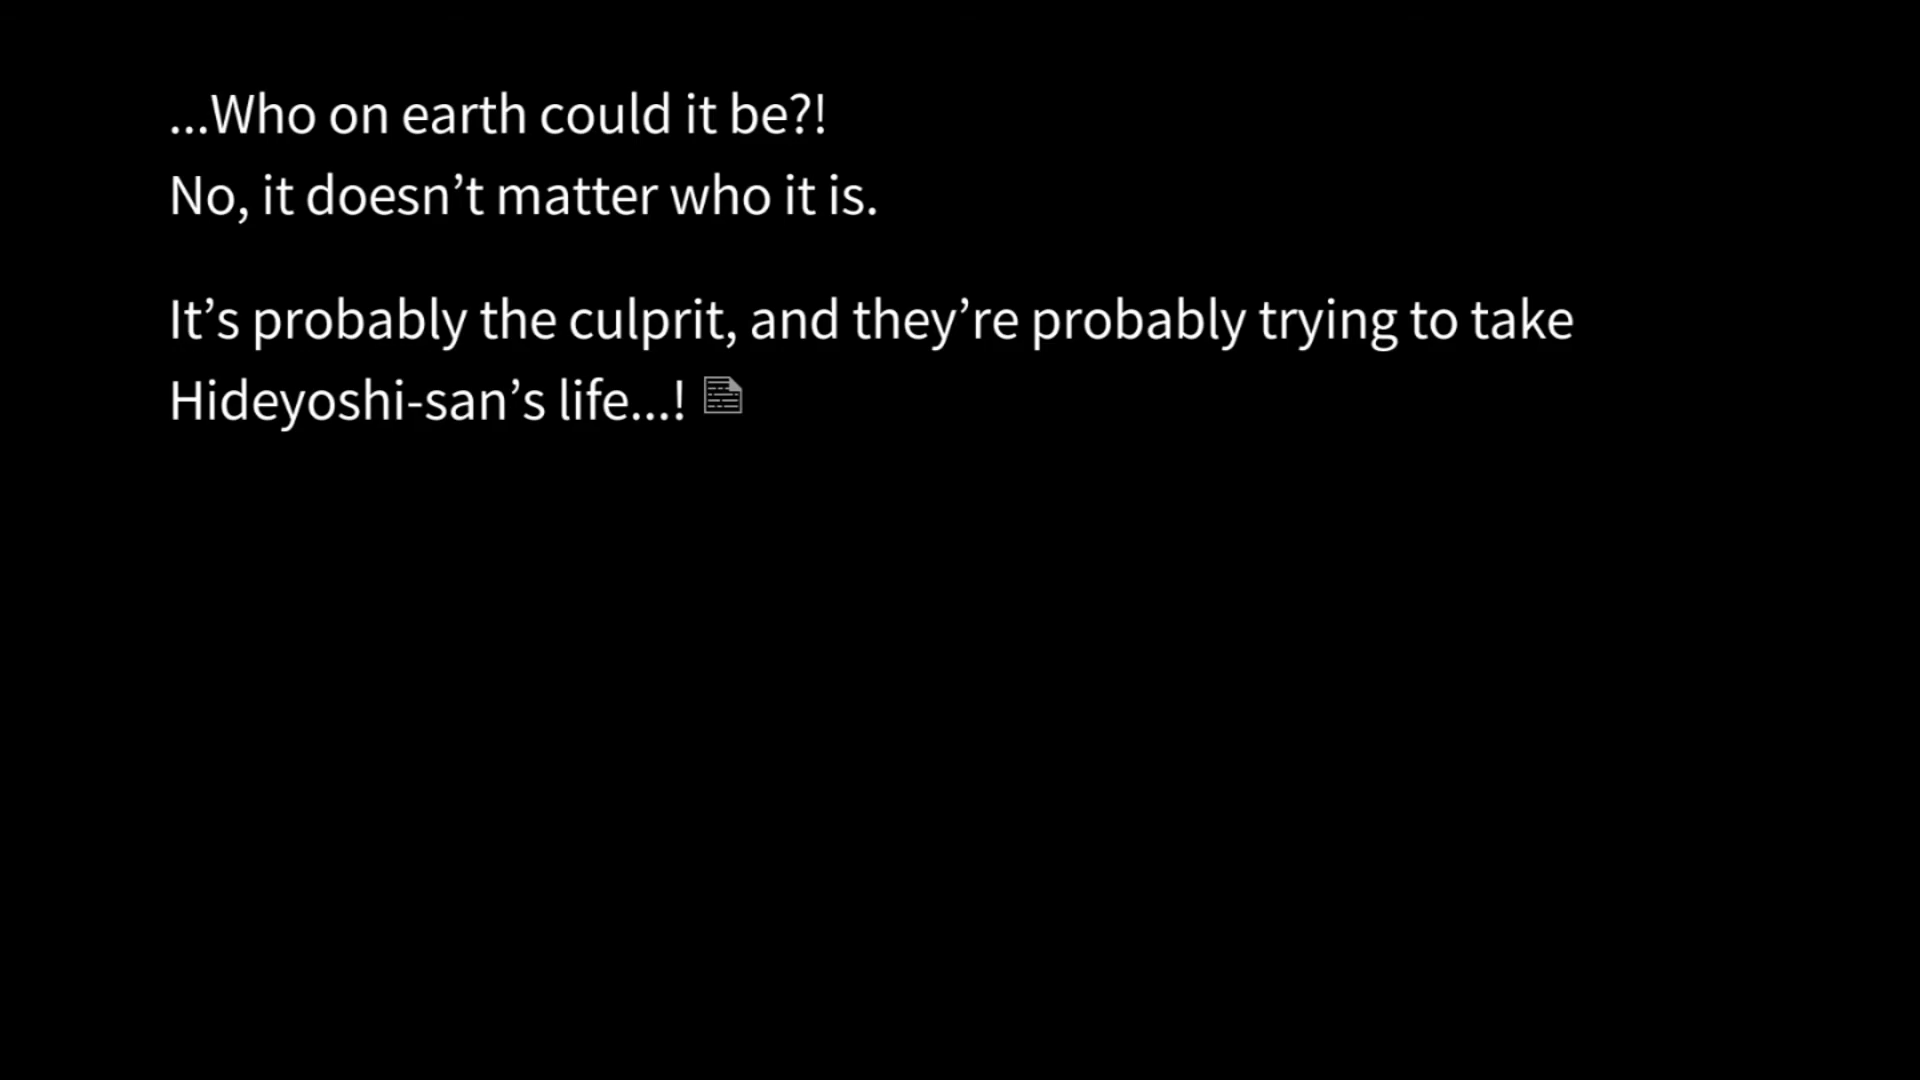 ...Who on earth could it be?!
No, it doesn’t matter who it is.
It’s probably the culprit, and they’re probably trying to take
Hideyoshi-san’s life...!